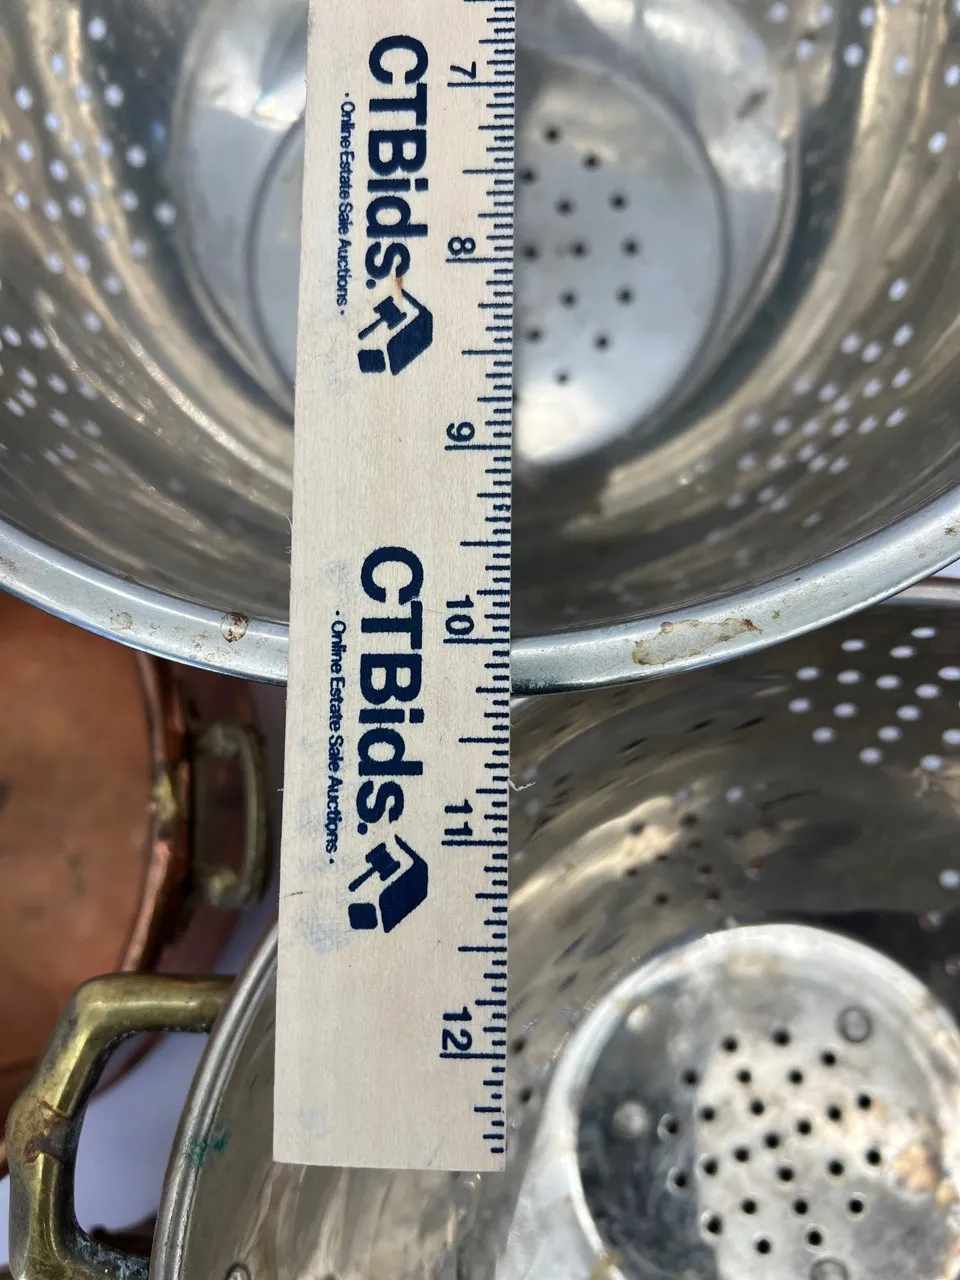 CTBids.
· Online Estate Sale Auctions ·
CTBids.
· Online Estate Sale Auctions ·
7
8
9
10
11
12